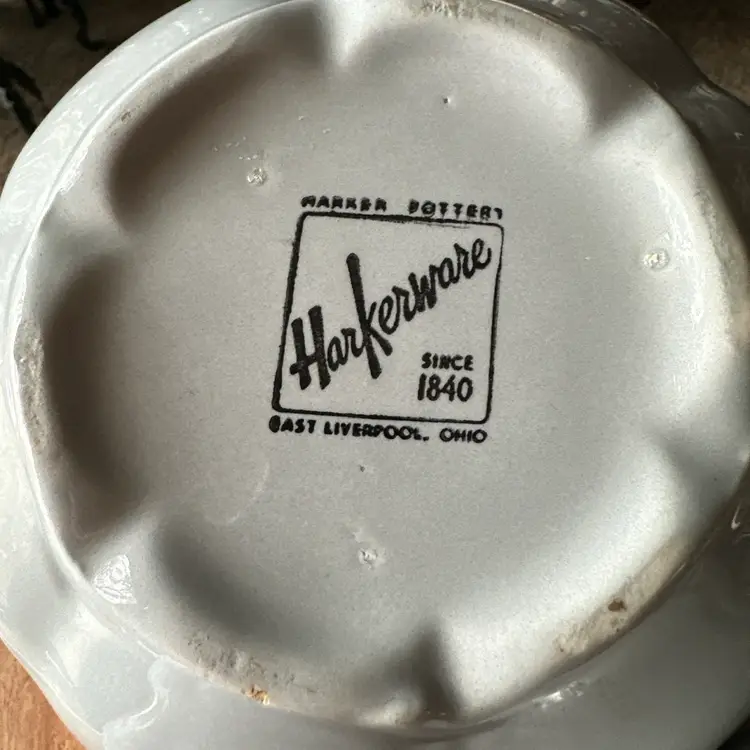 HARKER POTTERY
Harkerware
SINCE
1840
EAST LIVERPOOL, OHIO